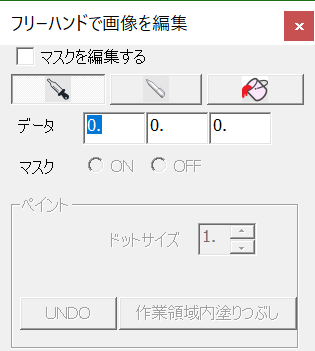 フリーハンドで画像を編集
マスクを編集する
データ 0. 0. 0.
マスク ON OFF
ペイント
ドットサイズ 1.
UNDO 作業領域内塗りつぶし